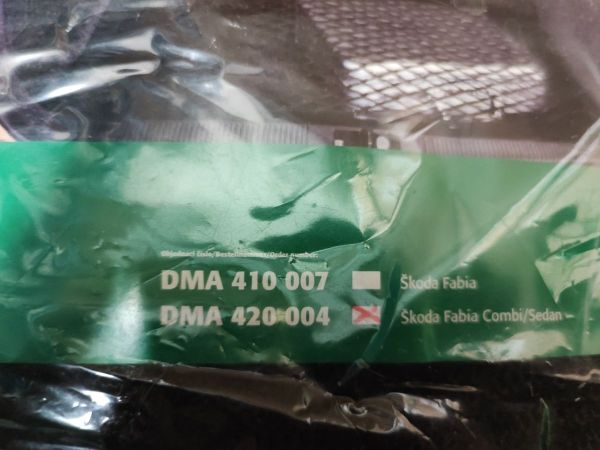 Objednací číslo/Bestellnummer/Order number:
DMA 410 007 Škoda Fabia
DMA 420 004 Škoda Fabia Combi/Sedan